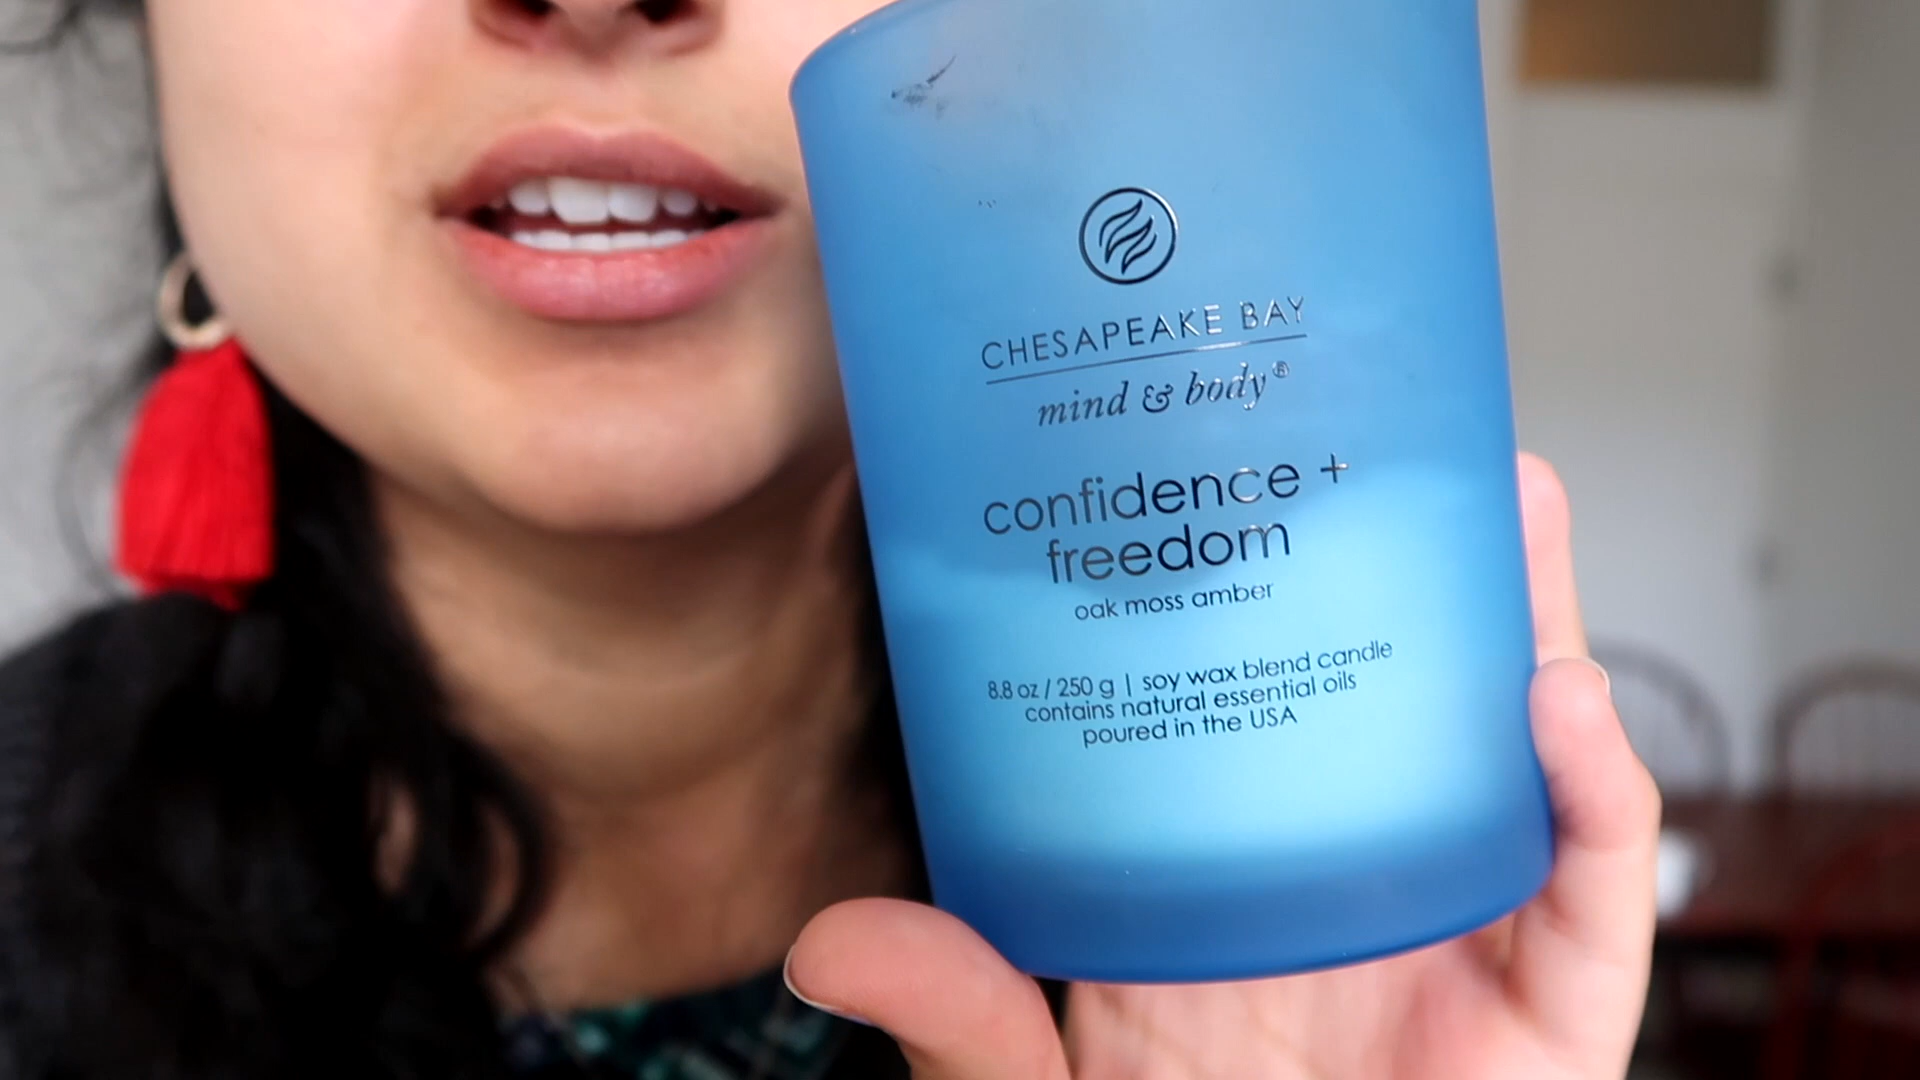 CHESAPEAKE BAY
mind & body®
confidence +
freedom
oak moss amber
8.8 oz / 250 g | soy wax blend candle
contains natural essential oils
poured in the USA